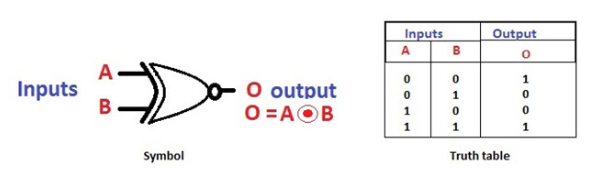 Inputs A
B
O output
O = A ⊙ B
Symbol
Inputs Output
A B O
0 0 1
0 1 0
1 0 0
1 1 1
Truth table